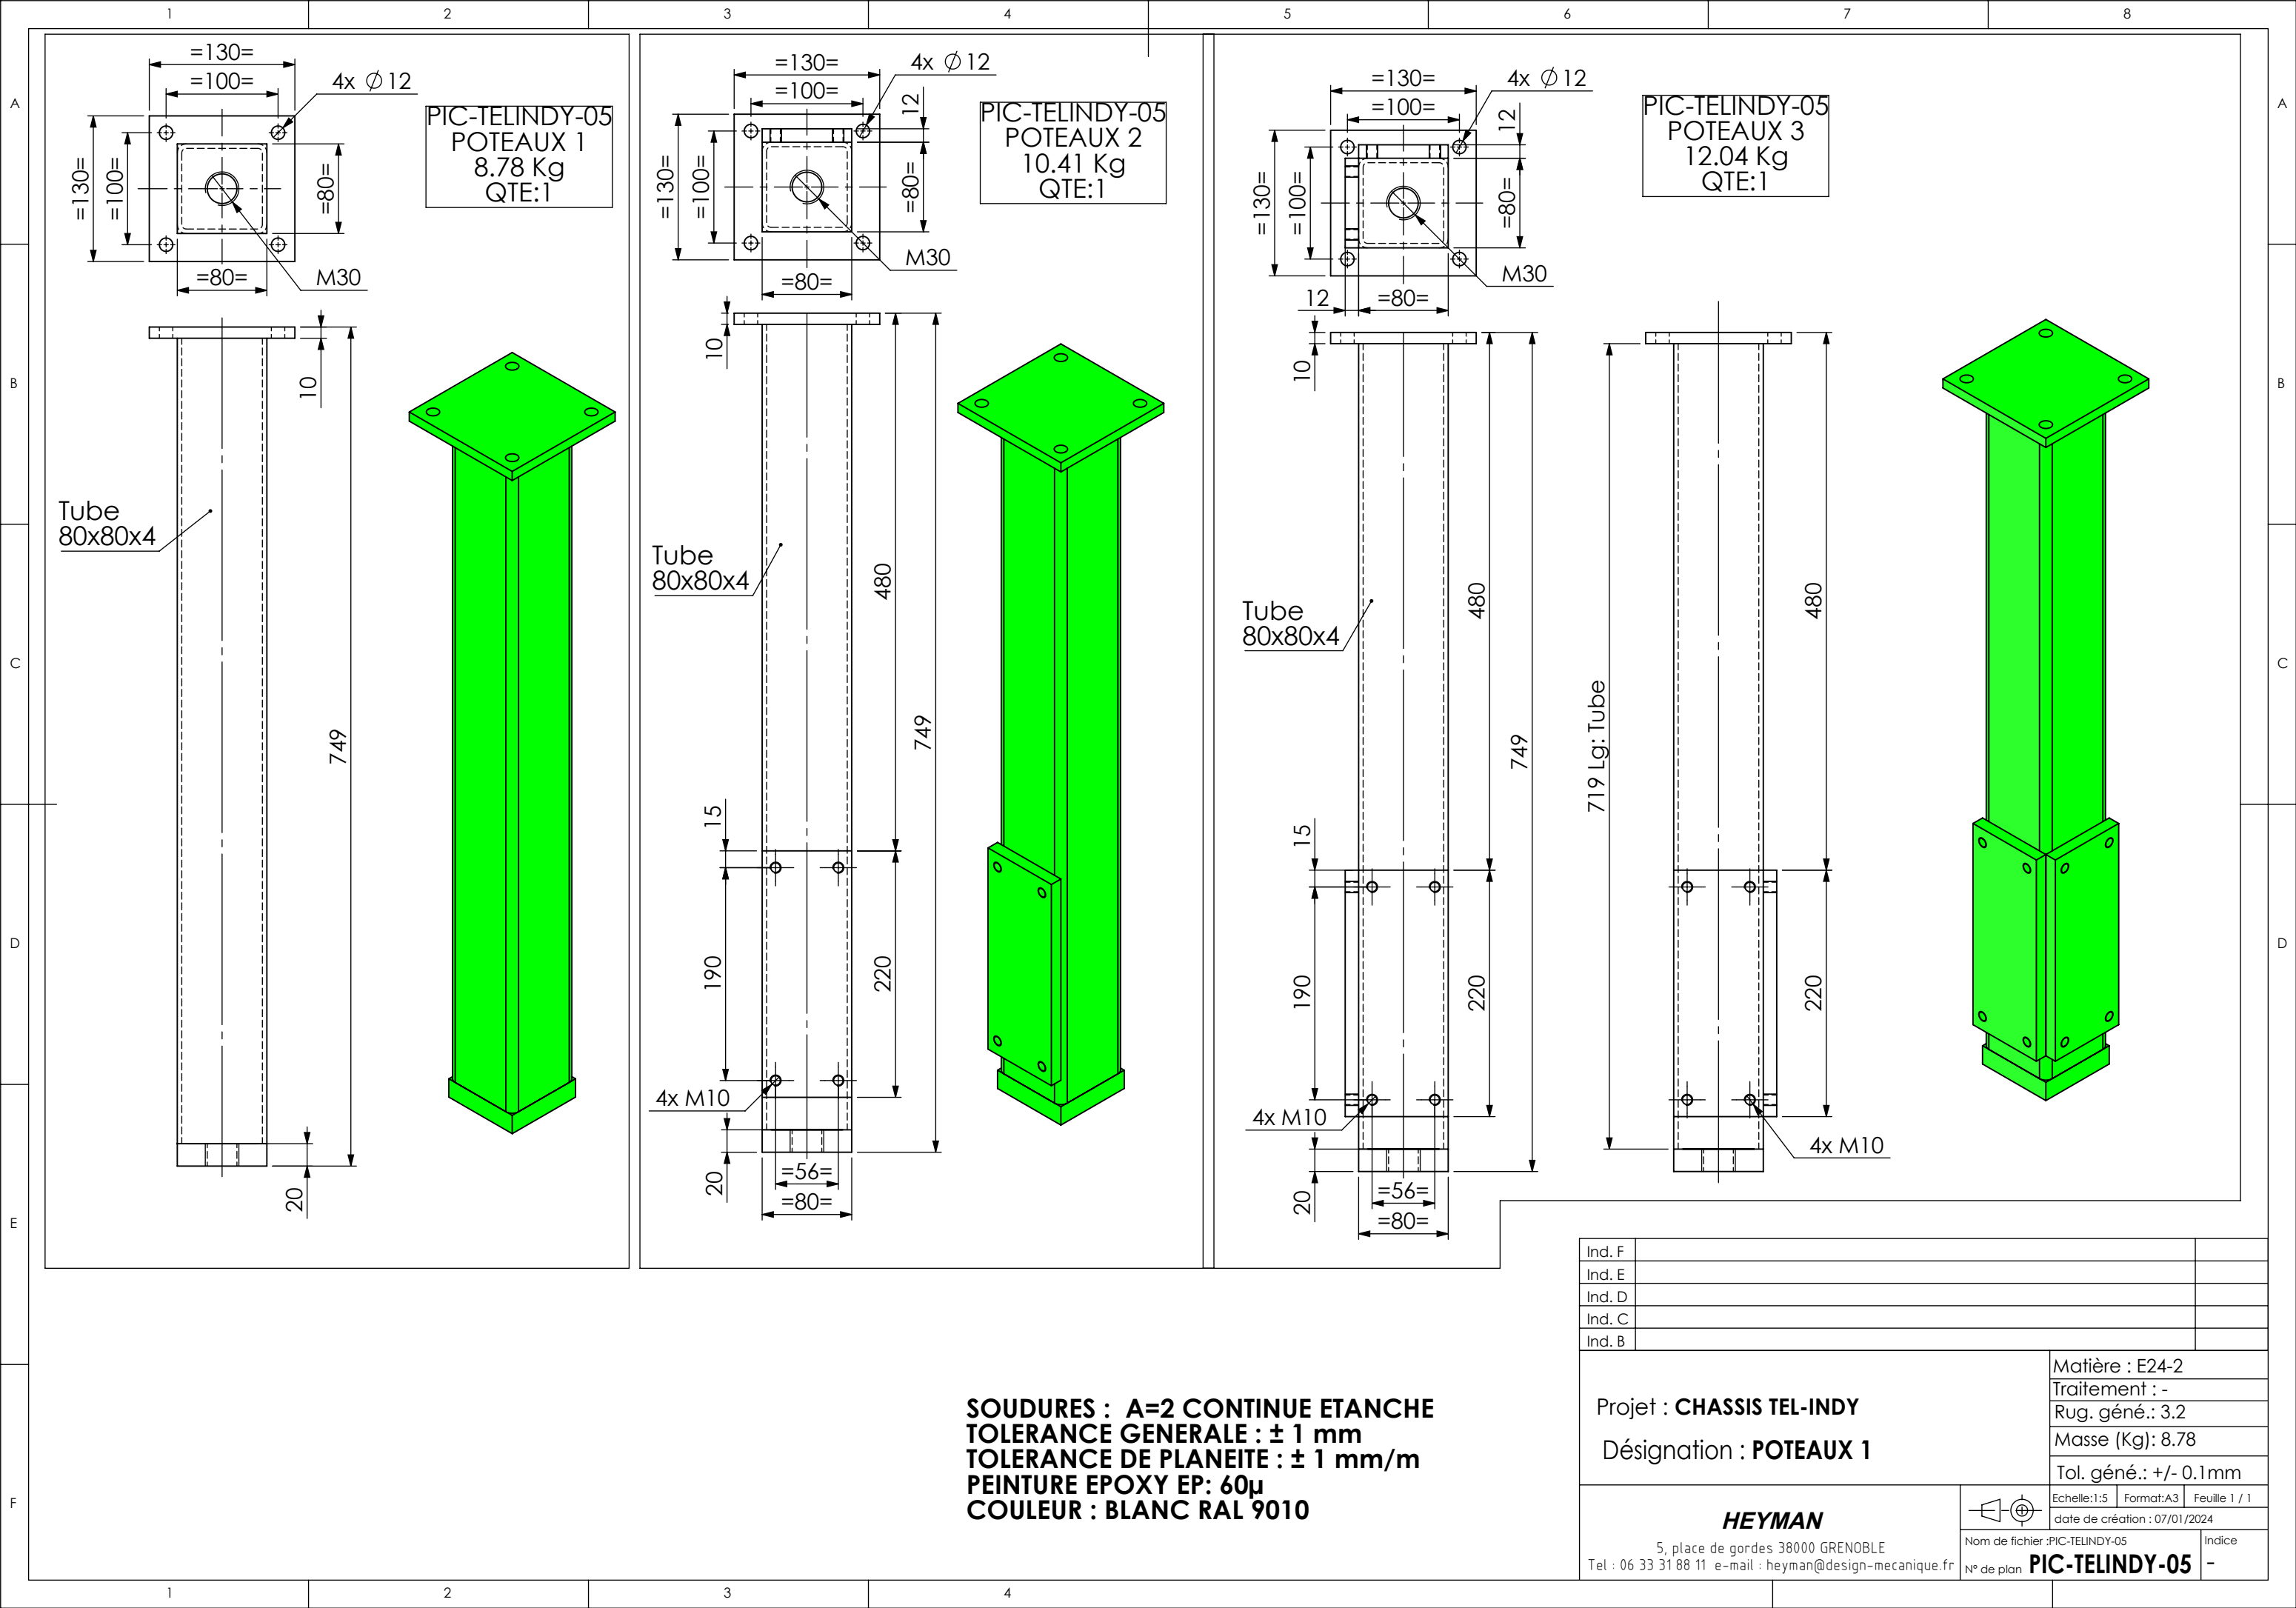 1 2 3 4 5 6 7 8
A A
B B
C C
D D
E
F
=130=
=100=
4x ∅12
=130=
=100=
=80=
=80=
M30
PIC-TELINDY-05
POTEAUX 1
8.78 Kg
QTE:1
10
Tube
80x80x4
749
20
=130=
=100=
4x ∅12
12
=130=
=100=
=80=
=80=
M30
PIC-TELINDY-05
POTEAUX 2
10.41 Kg
QTE:1
10
Tube
80x80x4
480
749
15
190
220
4x M10
20
=56=
=80=
=130=
=100=
4x ∅12
12
=130=
=100=
=80=
12
=80=
M30
PIC-TELINDY-05
POTEAUX 3
12.04 Kg
QTE:1
10
Tube
80x80x4
480
749
15
190
220
4x M10
20
=56=
=80=
719 Lg: Tube
480
220
4x M10
SOUDURES : A=2 CONTINUE ETANCHE
TOLERANCE GENERALE : ± 1 mm
TOLERANCE DE PLANEITE : ± 1 mm/m
PEINTURE EPOXY EP: 60µ
COULEUR : BLANC RAL 9010
Ind. F
Ind. E
Ind. D
Ind. C
Ind. B
Projet : CHASSIS TEL-INDY
Désignation : POTEAUX 1
Matière : E24-2
Traitement : -
Rug. géné.: 3.2
Masse (Kg): 8.78
Tol. géné.: +/- 0.1mm
Echelle:1:5 Format:A3 Feuille 1 / 1
date de création : 07/01/2024
HEYMAN
5, place de gordes 38000 GRENOBLE
Tel : 06 33 31 88 11 e-mail : heyman@design-mecanique.fr
Nom de fichier :PIC-TELINDY-05
N° de plan PIC-TELINDY-05
Indice
-
1 2 3 4